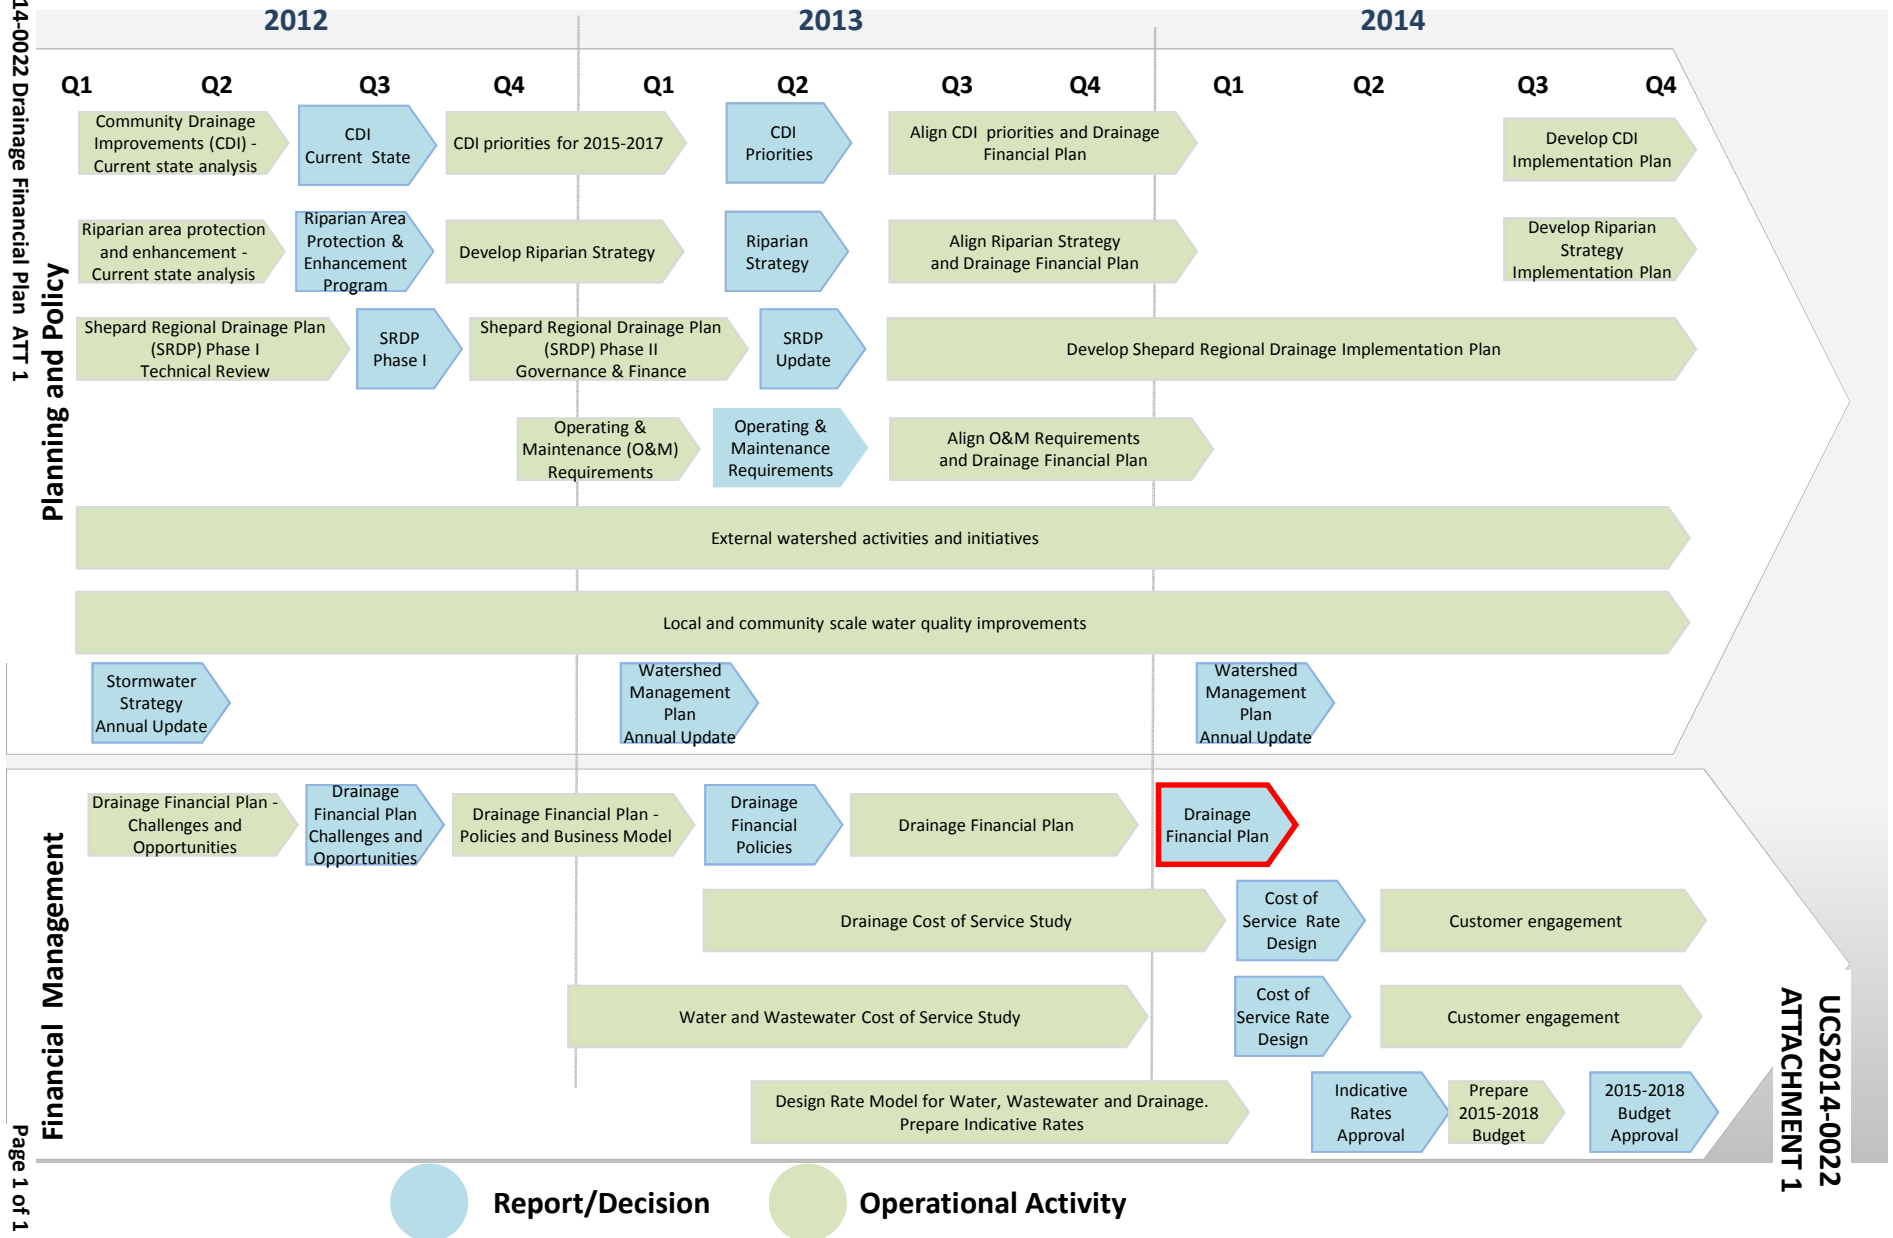 2012
2013
2014
Q1
Q2
Q3
Q4
Q1
Q2
Q3
Q4
Q1
Q2
Q3
Q4
Planning and Policy
Community Drainage
Improvements (CDI) -
Current state analysis
CDI
Current State
CDI priorities for 2015-2017
CDI
Priorities
Align CDI priorities and Drainage
Financial Plan
Develop CDI
Implementation Plan
Riparian area protection
and enhancement -
Current state analysis
Riparian Area
Protection &
Enhancement
Program
Develop Riparian Strategy
Riparian
Strategy
Align Riparian Strategy
and Drainage Financial Plan
Develop Riparian
Strategy
Implementation Plan
Shepard Regional Drainage Plan
(SRDP) Phase I
Technical Review
SRDP
Phase I
Shepard Regional Drainage Plan
(SRDP) Phase II
Governance & Finance
SRDP
Update
Develop Shepard Regional Drainage Implementation Plan
Operating &
Maintenance (O&M)
Requirements
Operating &
Maintenance
Requirements
Align O&M Requirements
and Drainage Financial Plan
External watershed activities and initiatives
Local and community scale water quality improvements
Stormwater
Strategy
Annual Update
Watershed
Management
Plan
Annual Update
Watershed
Management
Plan
Annual Update
Financial Management
Drainage Financial Plan -
Challenges and
Opportunities
Drainage
Financial Plan
Challenges and
Opportunities
Drainage Financial Plan -
Policies and Business Model
Drainage
Financial
Policies
Drainage Financial Plan
Drainage
Financial Plan
Drainage Cost of Service Study
Cost of
Service Rate
Design
Customer engagement
Water and Wastewater Cost of Service Study
Cost of
Service Rate
Design
Customer engagement
Design Rate Model for Water, Wastewater and Drainage.
Prepare Indicative Rates
Indicative
Rates
Approval
Prepare
2015-2018
Budget
2015-2018
Budget
Approval
Report/Decision
Operational Activity
14-0022 Drainage Financial Plan ATT 1
Page 1 of 1
UCS2014-0022
ATTACHMENT 1